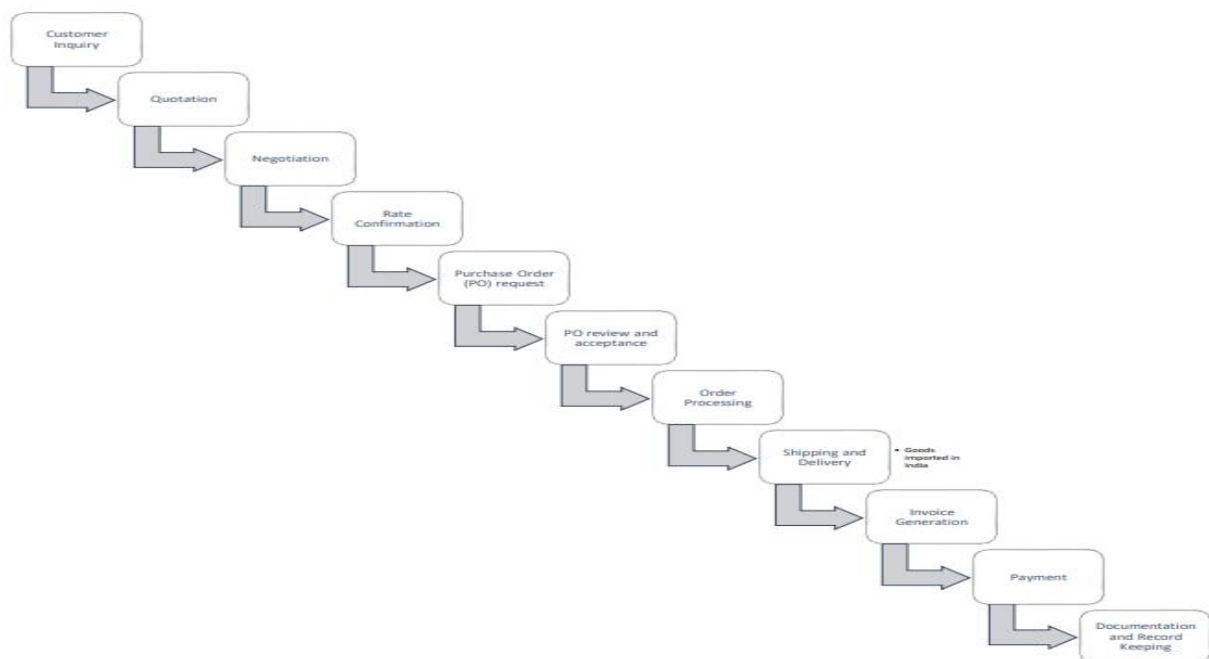 Customer
Inquiry
Quotation
Negotiation
Rate
Confirmation
Purchase Order
(PO) request
PO review and
acceptance
Order
Processing
Shipping and
Delivery
• Goods
imported in
India
Invoice
Generation
Payment
Documentation
and Record
Keeping